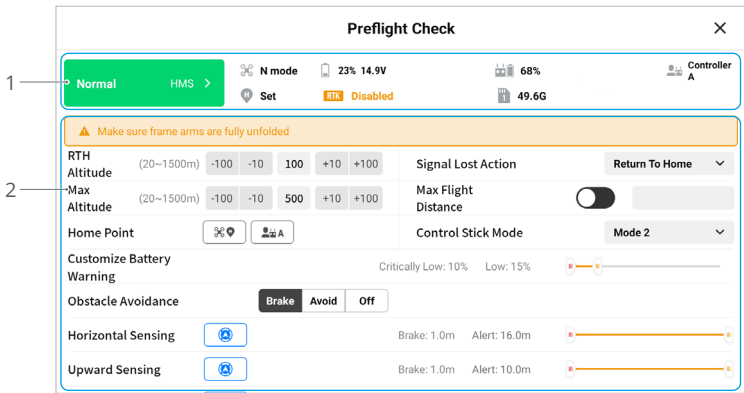 Preflight Check
1
Normal HMS
N mode 23% 14.9V 68% Controller A
Set RTK Disabled 49.6G
Make sure frame arms are fully unfolded
2
RTH Altitude (20~1500m) -100 -10 100 +10 +100
Signal Lost Action Return To Home
Max Altitude (20~1500m) -100 -10 500 +10 +100
Max Flight Distance
Home Point H A
Control Stick Mode Mode 2
Customize Battery Warning Critically Low: 10% Low: 15%
Obstacle Avoidance Brake Avoid Off
Horizontal Sensing Brake: 1.0m Alert: 16.0m
Upward Sensing Brake: 1.0m Alert: 10.0m